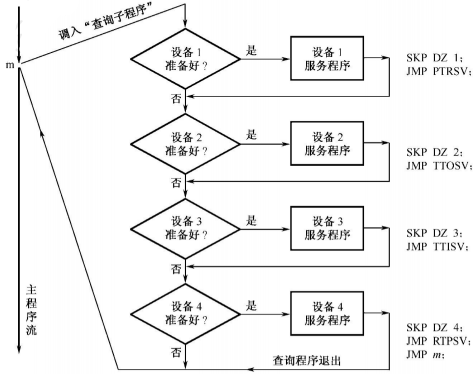 调入“查询子程序”
m
设备 1
准备好?
是
设备 1
服务程序
SKP DZ 1;
JMP PTRSV;
否
设备 2
准备好?
是
设备 2
服务程序
SKP DZ 2;
JMP TTOSV;
否
设备 3
准备好?
是
设备 3
服务程序
SKP DZ 3;
JMP TTISV;
否
主程序流
设备 4
准备好?
是
设备 4
服务程序
SKP DZ 4;
JMP RTPSV;
JMP m;
否
查询程序退出